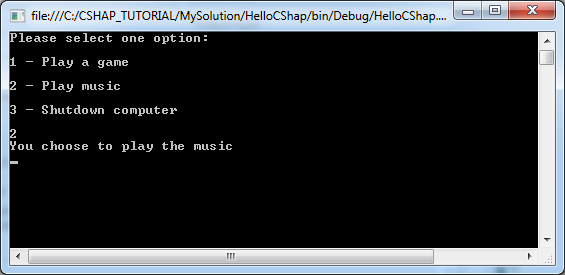 file:///C:/CSHAP_TUTORIAL/MySolution/HelloCShap/bin/Debug/HelloCShap....
Please select one option:
1 - Play a game
2 - Play music
3 - Shutdown computer
2
You choose to play the music